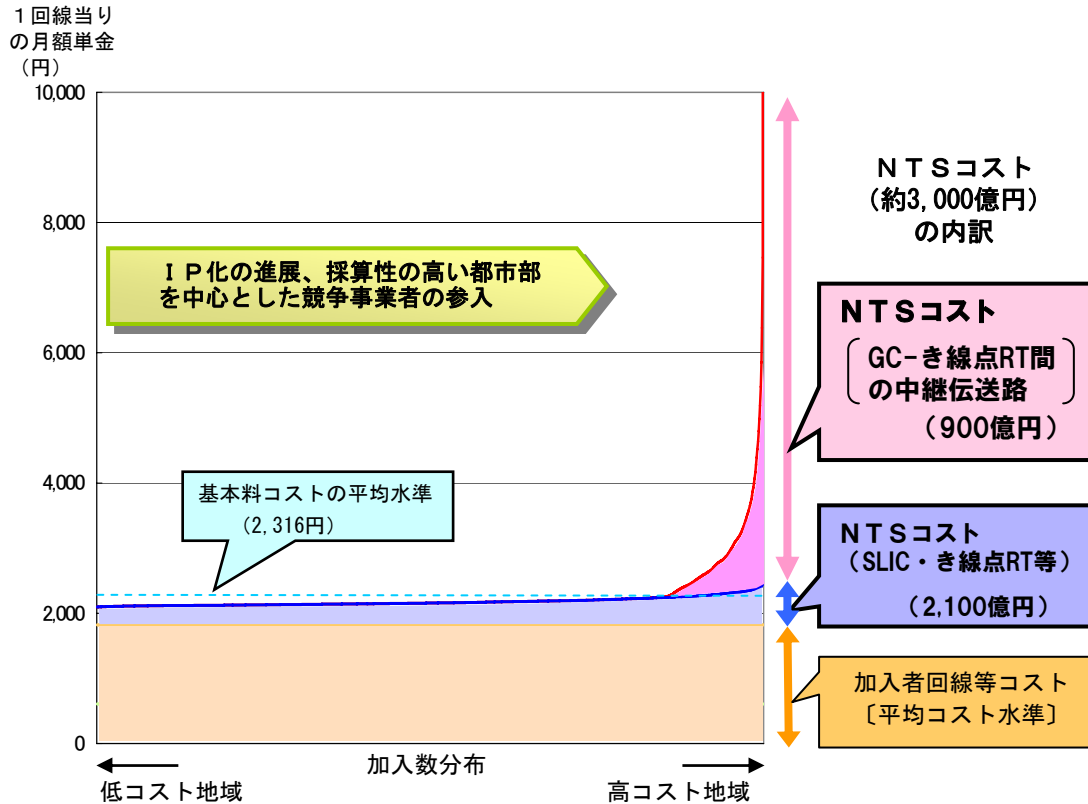 １回線当り
の月額単金
（円）
10,000
8,000
6,000
4,000
2,000
0
ＩＰ化の進展、採算性の高い都市部
を中心とした競争事業者の参入
基本料コストの平均水準
（2,316円）
加入数分布
低コスト地域
高コスト地域
ＮＴＳコスト
（約3,000億円）
の内訳
ＮＴＳコスト
GC-き線点RT間
の中継伝送路
（900億円）
ＮＴＳコスト
（SLIC・き線点RT等）
（2,100億円）
加入者回線等コスト
〔平均コスト水準〕